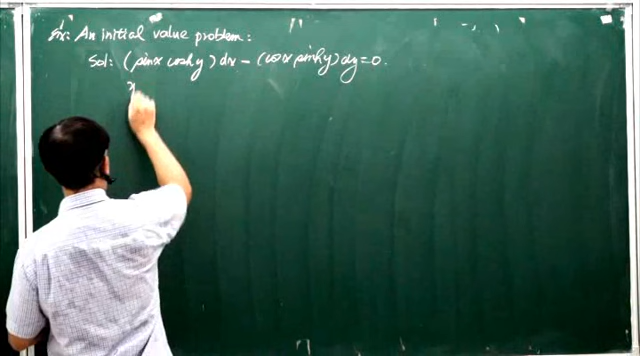 Ex: An initial value problem:
Sol: (sinx coshy) dx - (cosx sinhy) dy = 0.